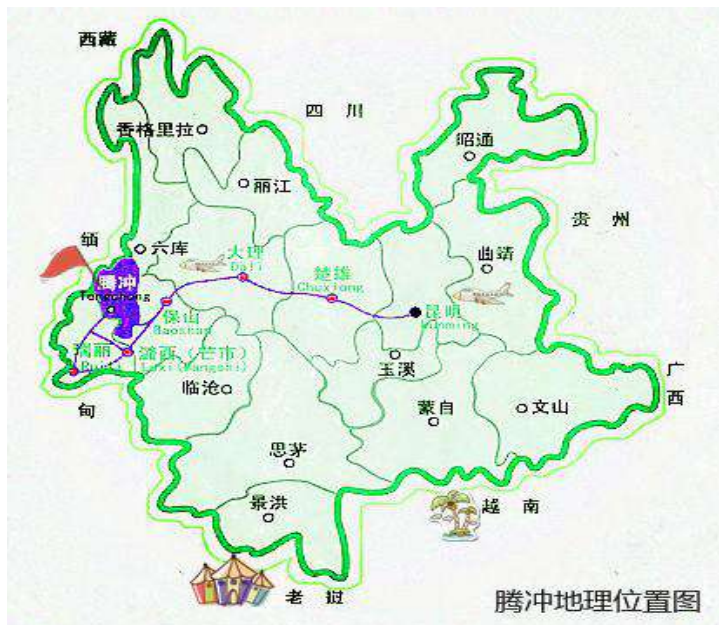 西藏
四川
香格里拉
昭通
丽江
贵州
缅
六库
大理
Dali
曲靖
腾冲
Tengchong
楚雄
Chuxiong
保山
Baoshan
昆明
kunming
瑞丽
Ruili
潞西（芒市）
Luxi(Mangshi)
玉溪
广西
临沧
甸
蒙自
文山
思茅
景洪
越南
老挝
腾冲地理位置图